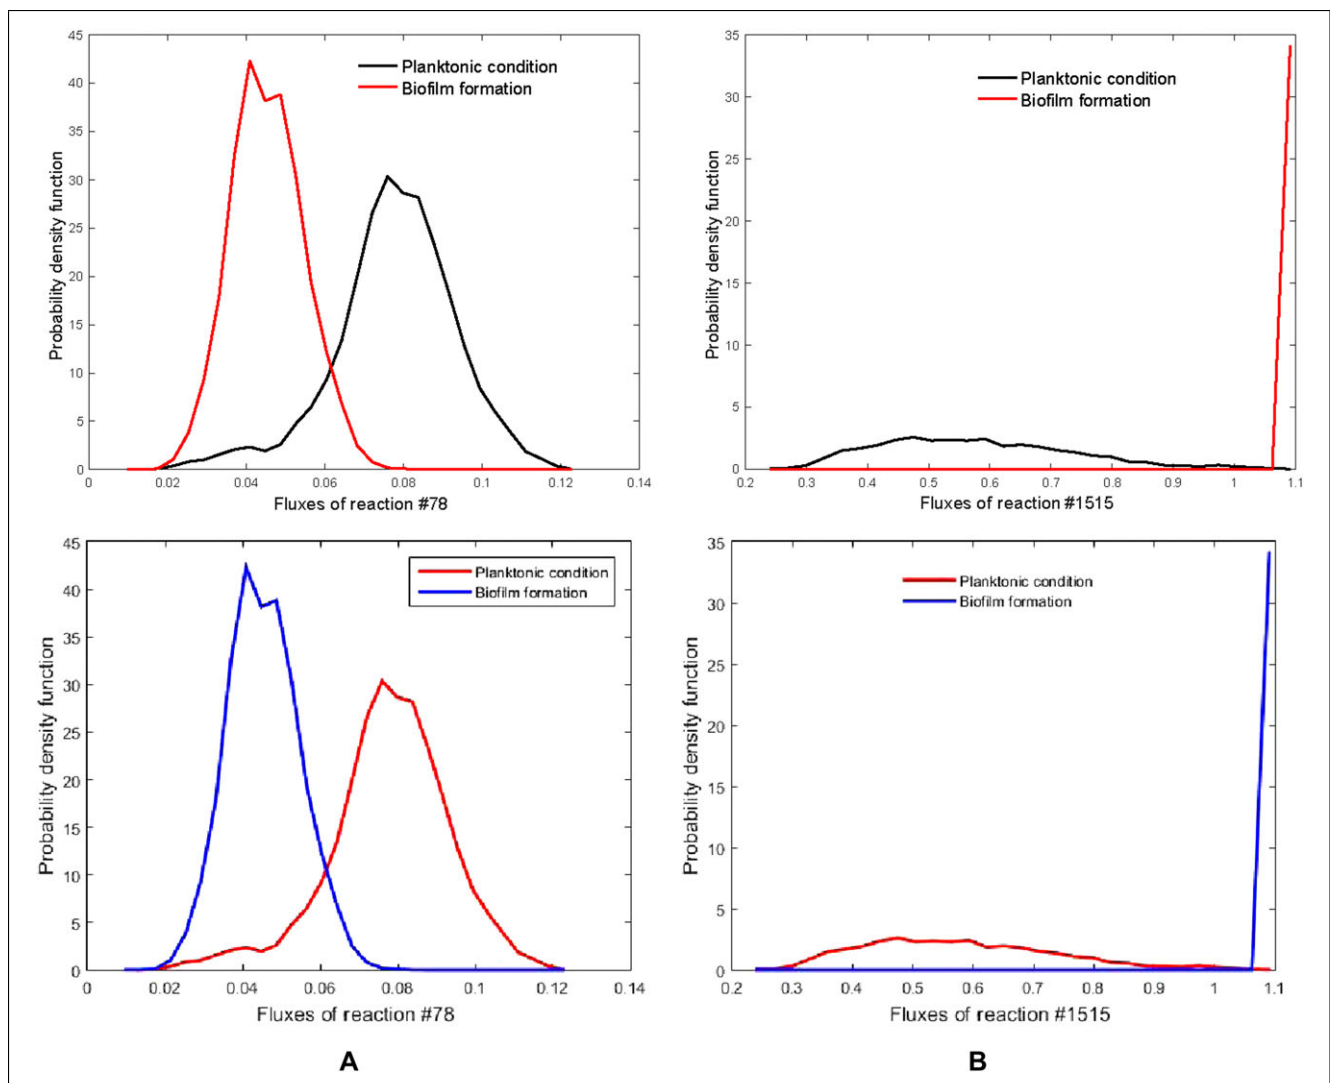 45
40
35
30
25
20
15
10
5
0
Probability density function
Planktonic condition
Biofilm formation
0 0.02 0.04 0.06 0.08 0.1 0.12 0.14
Fluxes of reaction #78
35
30
25
20
15
10
5
0
Probability density function
Planktonic condition
Biofilm formation
0.2 0.3 0.4 0.5 0.6 0.7 0.8 0.9 1 1.1
Fluxes of reaction #1515
45
40
35
30
25
20
15
10
5
0
Probability density function
Planktonic condition
Biofilm formation
0 0.02 0.04 0.06 0.08 0.1 0.12 0.14
Fluxes of reaction #78
A
35
30
25
20
15
10
5
0
Probability density function
Planktonic condition
Biofilm formation
0.2 0.3 0.4 0.5 0.6 0.7 0.8 0.9 1 1.1
Fluxes of reaction #1515
B